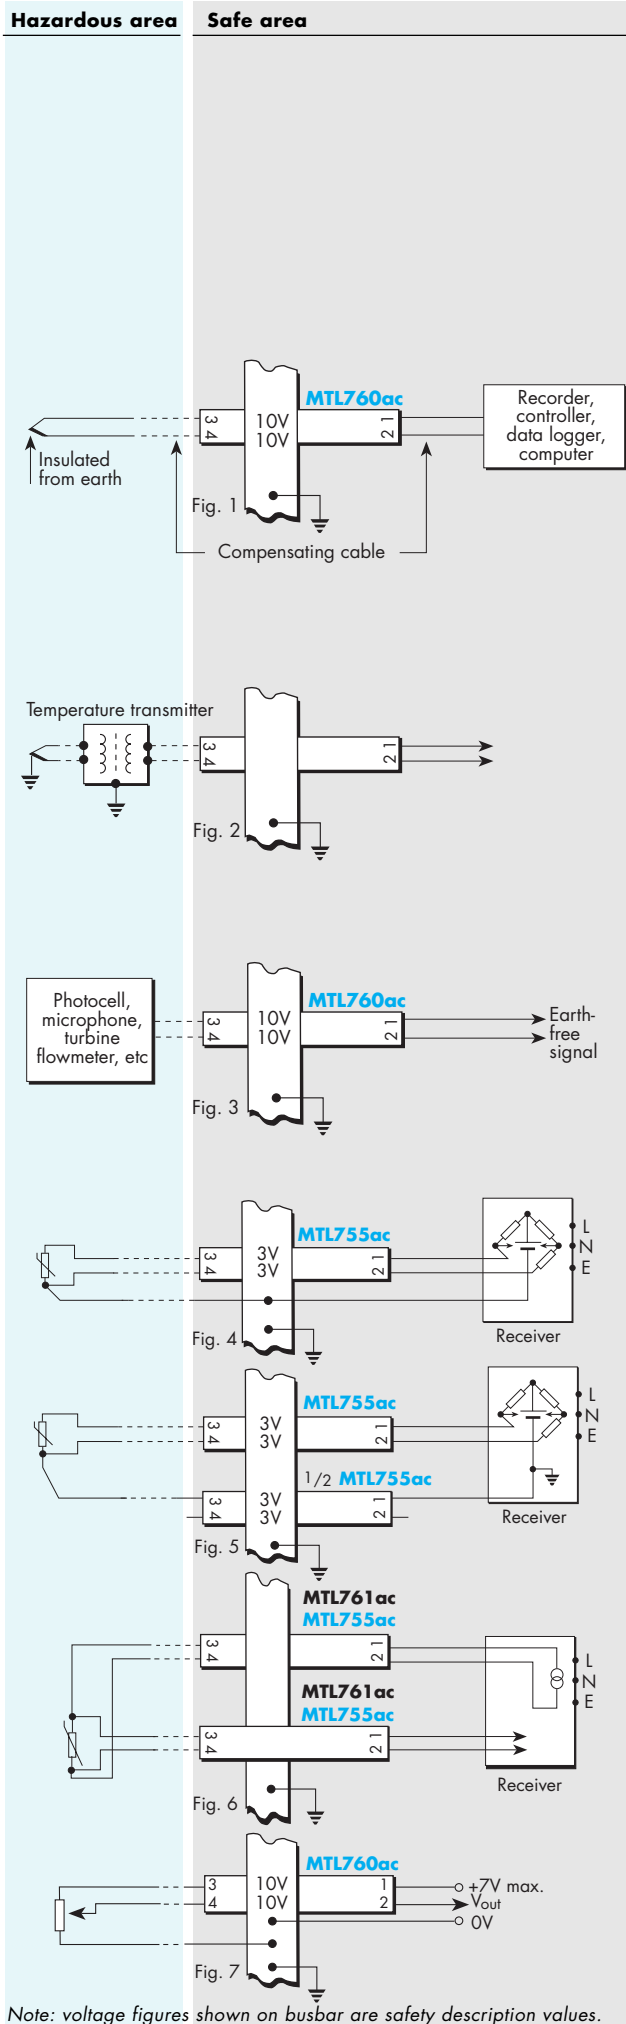 Hazardous area
Safe area
MTL760ac
3
4
10V
10V
1
2
Recorder,
controller,
data logger,
computer
Insulated
from earth
Fig. 1
Compensating cable
Temperature transmitter
3
4
1
2
Fig. 2
Photocell,
microphone,
turbine
flowmeter, etc
MTL760ac
3
4
10V
10V
1
2
Earth-
free
signal
Fig. 3
MTL755ac
3
4
3V
3V
1
2
L
N
E
Receiver
Fig. 4
MTL755ac
3
4
3V
3V
1
2
L
N
E
1/2 MTL755ac
3
4
3V
3V
1
2
Receiver
Fig. 5
MTL761ac
MTL755ac
3
4
1
2
L
N
E
MTL761ac
MTL755ac
3
4
1
2
Receiver
Fig. 6
MTL760ac
3
4
10V
10V
1
2
+7V max.
Vout
0V
Fig. 7
Note: voltage figures shown on busbar are safety description values.